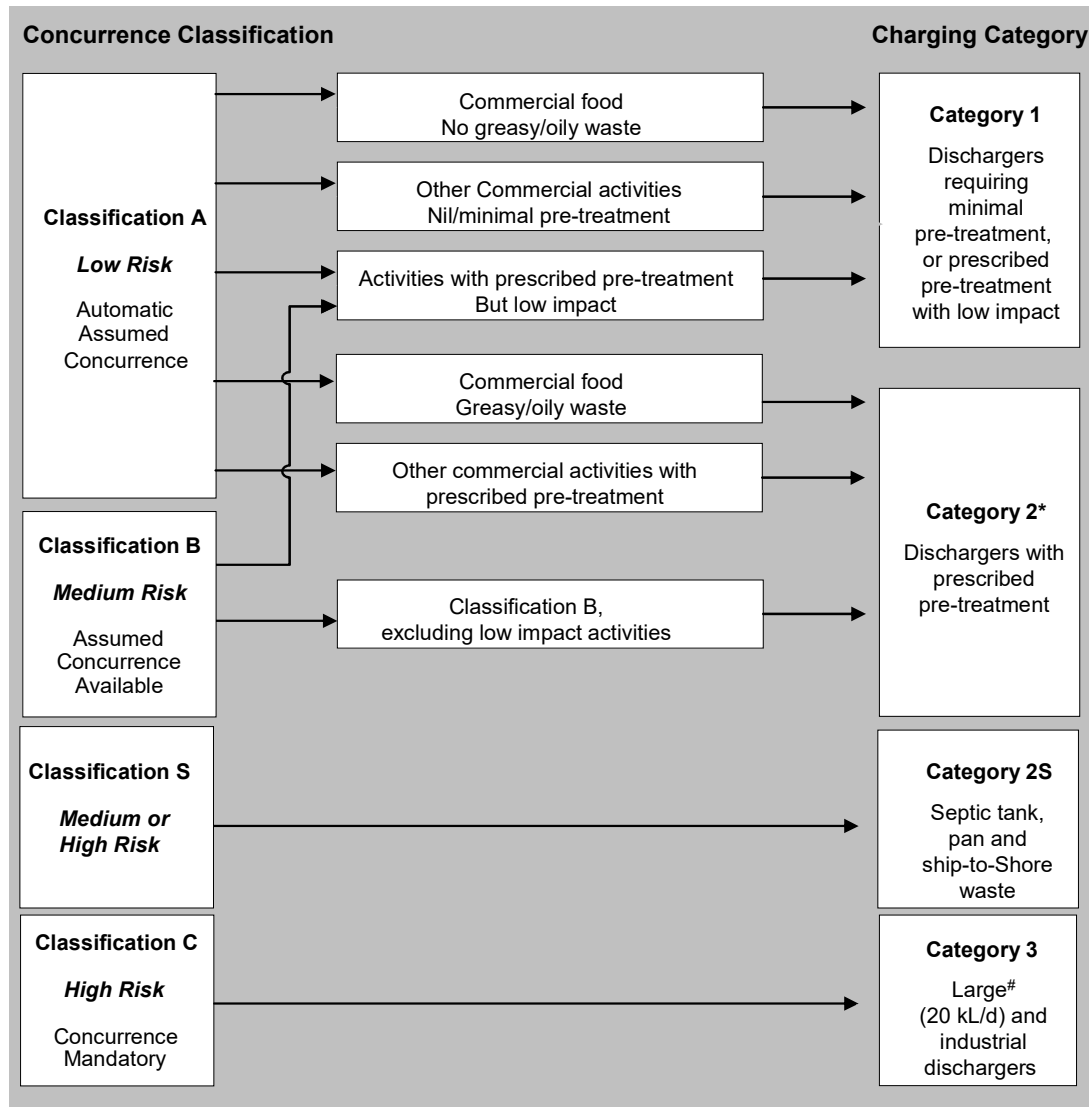 Concurrence Classification
Charging Category
Classification A
Low Risk
Automatic
Assumed
Concurrence
Commercial food
No greasy/oily waste
Other Commercial activities
Nil/minimal pre-treatment
Activities with prescribed pre-treatment
But low impact
Commercial food
Greasy/oily waste
Other commercial activities with
prescribed pre-treatment
Category 1
Dischargers
requiring
minimal
pre-treatment,
or prescribed
pre-treatment
with low impact
Classification B
Medium Risk
Assumed
Concurrence
Available
Classification B,
excluding low impact activities
Category 2*
Dischargers with
prescribed
pre-treatment
Classification S
Medium or
High Risk
Category 2S
Septic tank,
pan and
ship-to-Shore
waste
Classification C
High Risk
Concurrence
Mandatory
Category 3
Large#
(20 kL/d) and
industrial
dischargers